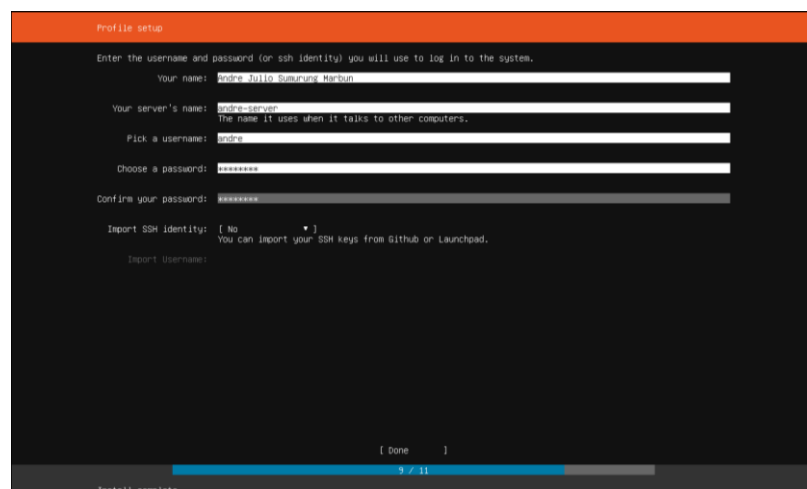 Profile setup
Enter the username and password (or ssh identity) you will use to log in to the system.
Your name: Andre Julio Sumurung Marbun
Your server's name: andre-server
The name it uses when it talks to other computers.
Pick a username: andre
Choose a password: ********
Confirm your password: ********
Import SSH identity: [ No ▾ ]
You can import your SSH keys from Github or Launchpad.
Import Username:
[ Done ]
9 / 11
Install complete